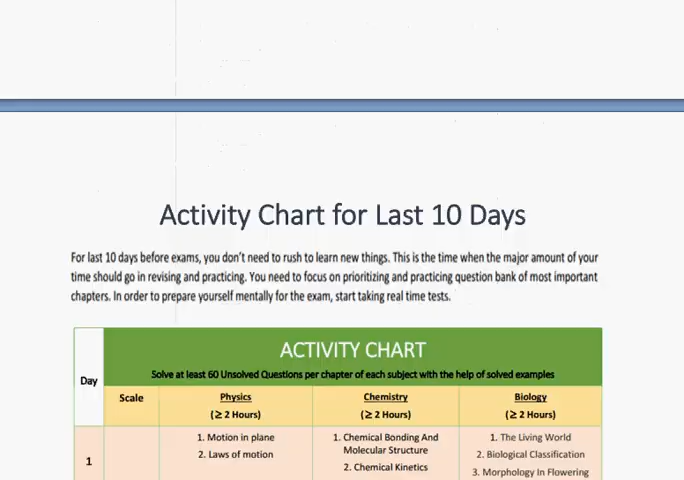 Activity Chart for Last 10 Days
For last 10 days before exams, you don't need to rush to learn new things. This is the time when the major amount of your
time should go in revising and practicing. You need to focus on prioritizing and practicing question bank of most important
chapters. In order to prepare yourself mentally for the exam, start taking real time tests.
ACTIVITY CHART
Solve at least 60 Unsolved Questions per chapter of each subject with the help of solved examples
Day
Scale
Physics
(≥ 2 Hours)
Chemistry
(≥ 2 Hours)
Biology
(≥ 2 Hours)
1
1. Motion in plane
2. Laws of motion
1. Chemical Bonding And
Molecular Structure
2. Chemical Kinetics
1. The Living World
2. Biological Classification
3. Morphology In Flowering